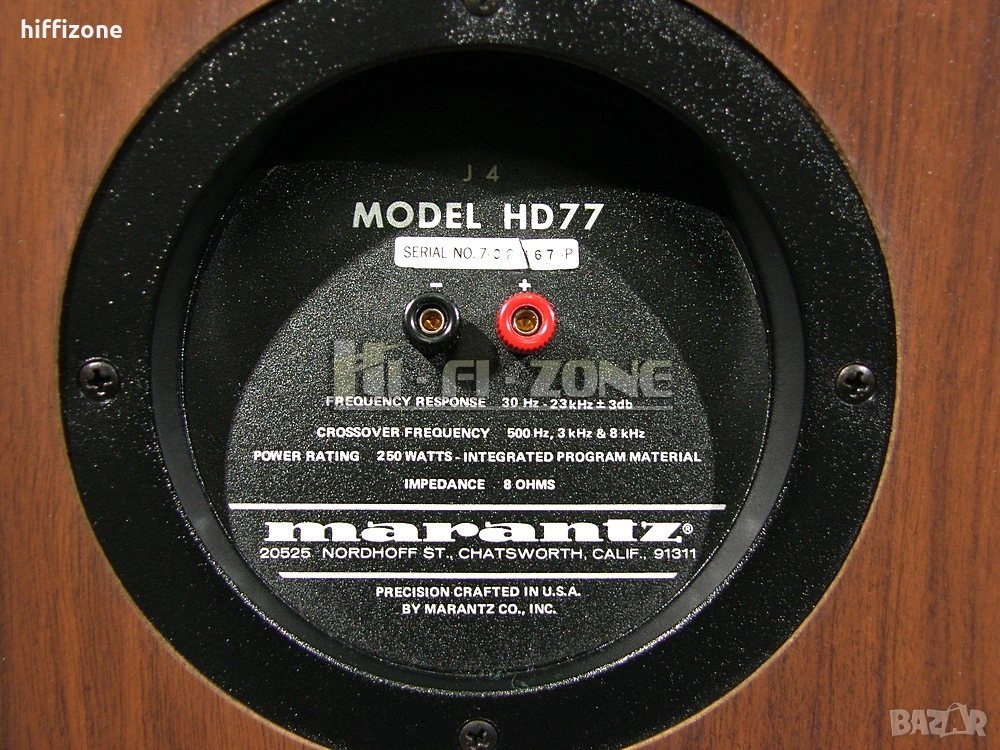 hiffizone
J 4
MODEL HD77
SERIAL NO.
- +
Hi-Fi-ZONE
FREQUENCY RESPONSE 30 Hz - 23 kHz ± 3db
CROSSOVER FREQUENCY 500 Hz, 3 kHz & 8 kHz
POWER RATING 250 WATTS - INTEGRATED PROGRAM MATERIAL
IMPEDANCE 8 OHMS
marantz®
20525 NORDHOFF ST., CHATSWORTH, CALIF. 91311
PRECISION CRAFTED IN U.S.A.
BY MARANTZ CO., INC.
BAZAR